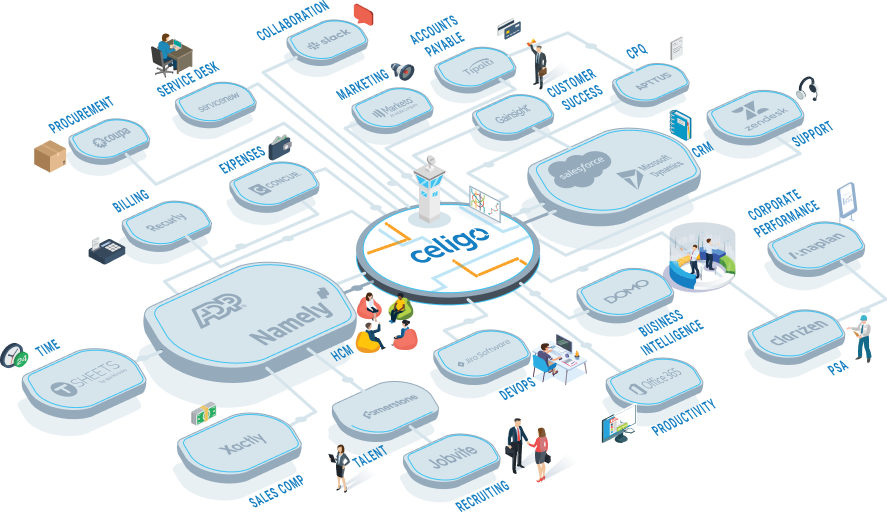 COLLABORATION
slack
SERVICE DESK
servicenow
ACCOUNTS
PAYABLE
Tipalti
MARKETING
Marketo
CPQ
APTTUS
CUSTOMER
SUCCESS
Gainsight
PROCUREMENT
coupa
zendesk
SUPPORT
CRM
salesforce
Microsoft
Dynamics
EXPENSES
CONCUR
BILLING
Recurly
CORPORATE
PERFORMANCE
Anaplan
celigo
ADP
Namely
HCM
DOMO
BUSINESS
INTELLIGENCE
clarizen
PSA
24
TIME
TSHEETS
Jira Software
DEVOPS
Office 365
PRODUCTIVITY
Cornerstone
TALENT
Xactly
SALES COMP
Jobvite
RECRUITING